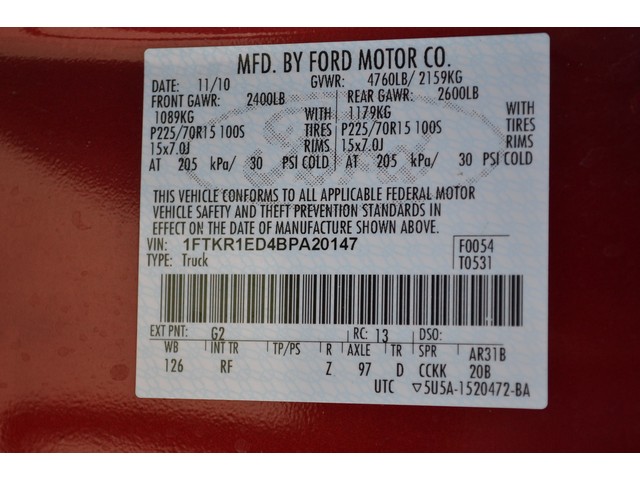 MFD. BY FORD MOTOR CO.
DATE: 11/10 GVWR: 4760LB/ 2159KG
FRONT GAWR: 2400LB REAR GAWR: 2600LB
1089KG WITH 1179KG WITH
P225/70R15 100S TIRES P225/70R15 100S TIRES
15x7.0J RIMS 15x7.0J RIMS
AT 205 kPa/ 30 PSI COLD AT 205 kPa/ 30 PSI COLD
THIS VEHICLE CONFORMS TO ALL APPLICABLE FEDERAL MOTOR
VEHICLE SAFETY AND THEFT PREVENTION STANDARDS IN
EFFECT ON THE DATE OF MANUFACTURE SHOWN ABOVE.
VIN: 1FTKR1ED4BPA20147 F0054
TYPE: Truck T0531
EXT PNT: G2 RC: 13 DSO:
WB INT TR TP/PS R AXLE TR SPR AR31B
126 RF Z 97 D CCKK 20B
UTC ▽5U5A-1520472-BA